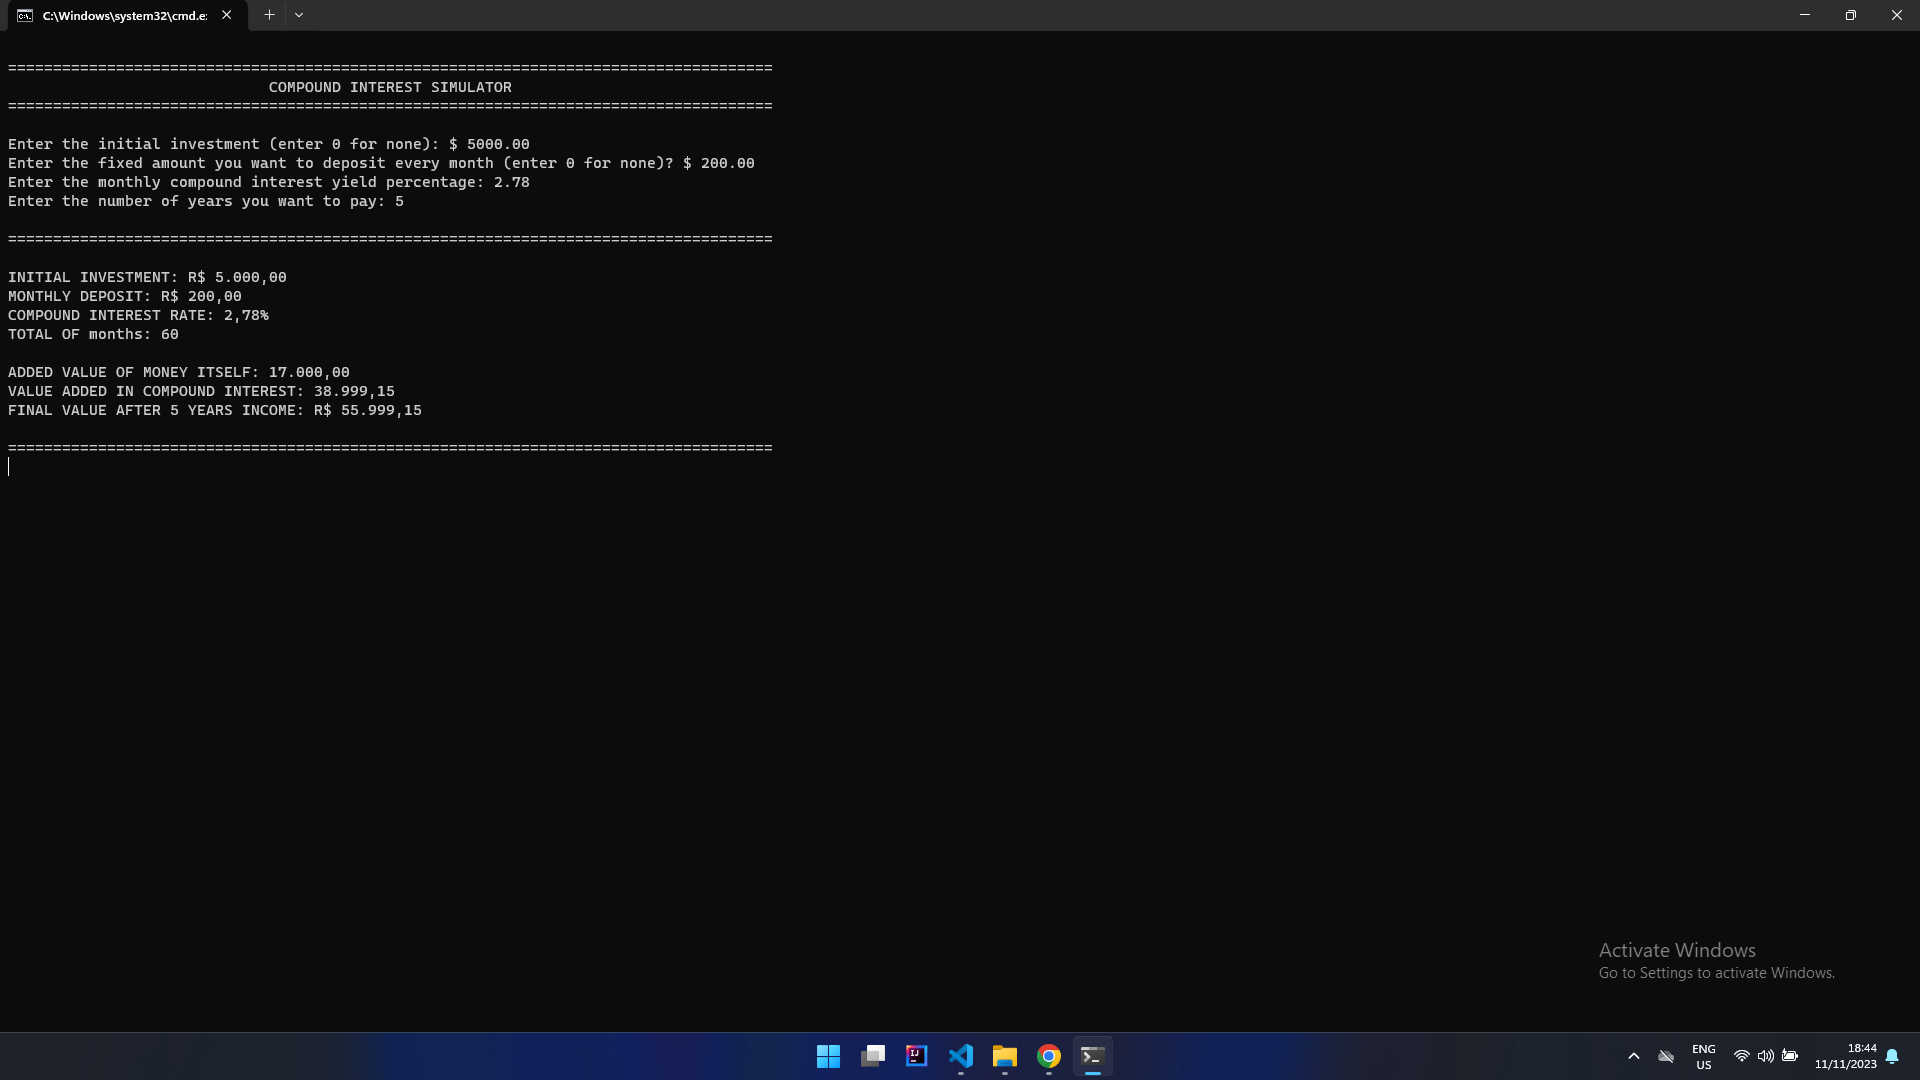 C:\Windows\system32\cmd.e:
=====================================================================================
COMPOUND INTEREST SIMULATOR
=====================================================================================
Enter the initial investment (enter 0 for none): $ 5000.00
Enter the fixed amount you want to deposit every month (enter 0 for none)? $ 200.00
Enter the monthly compound interest yield percentage: 2.78
Enter the number of years you want to pay: 5
=====================================================================================
INITIAL INVESTMENT: R$ 5.000,00
MONTHLY DEPOSIT: R$ 200,00
COMPOUND INTEREST RATE: 2,78%
TOTAL OF months: 60
ADDED VALUE OF MONEY ITSELF: 17.000,00
VALUE ADDED IN COMPOUND INTEREST: 38.999,15
FINAL VALUE AFTER 5 YEARS INCOME: R$ 55.999,15
=====================================================================================
Activate Windows
Go to Settings to activate Windows.
IJ
ENG
US
18:44
11/11/2023